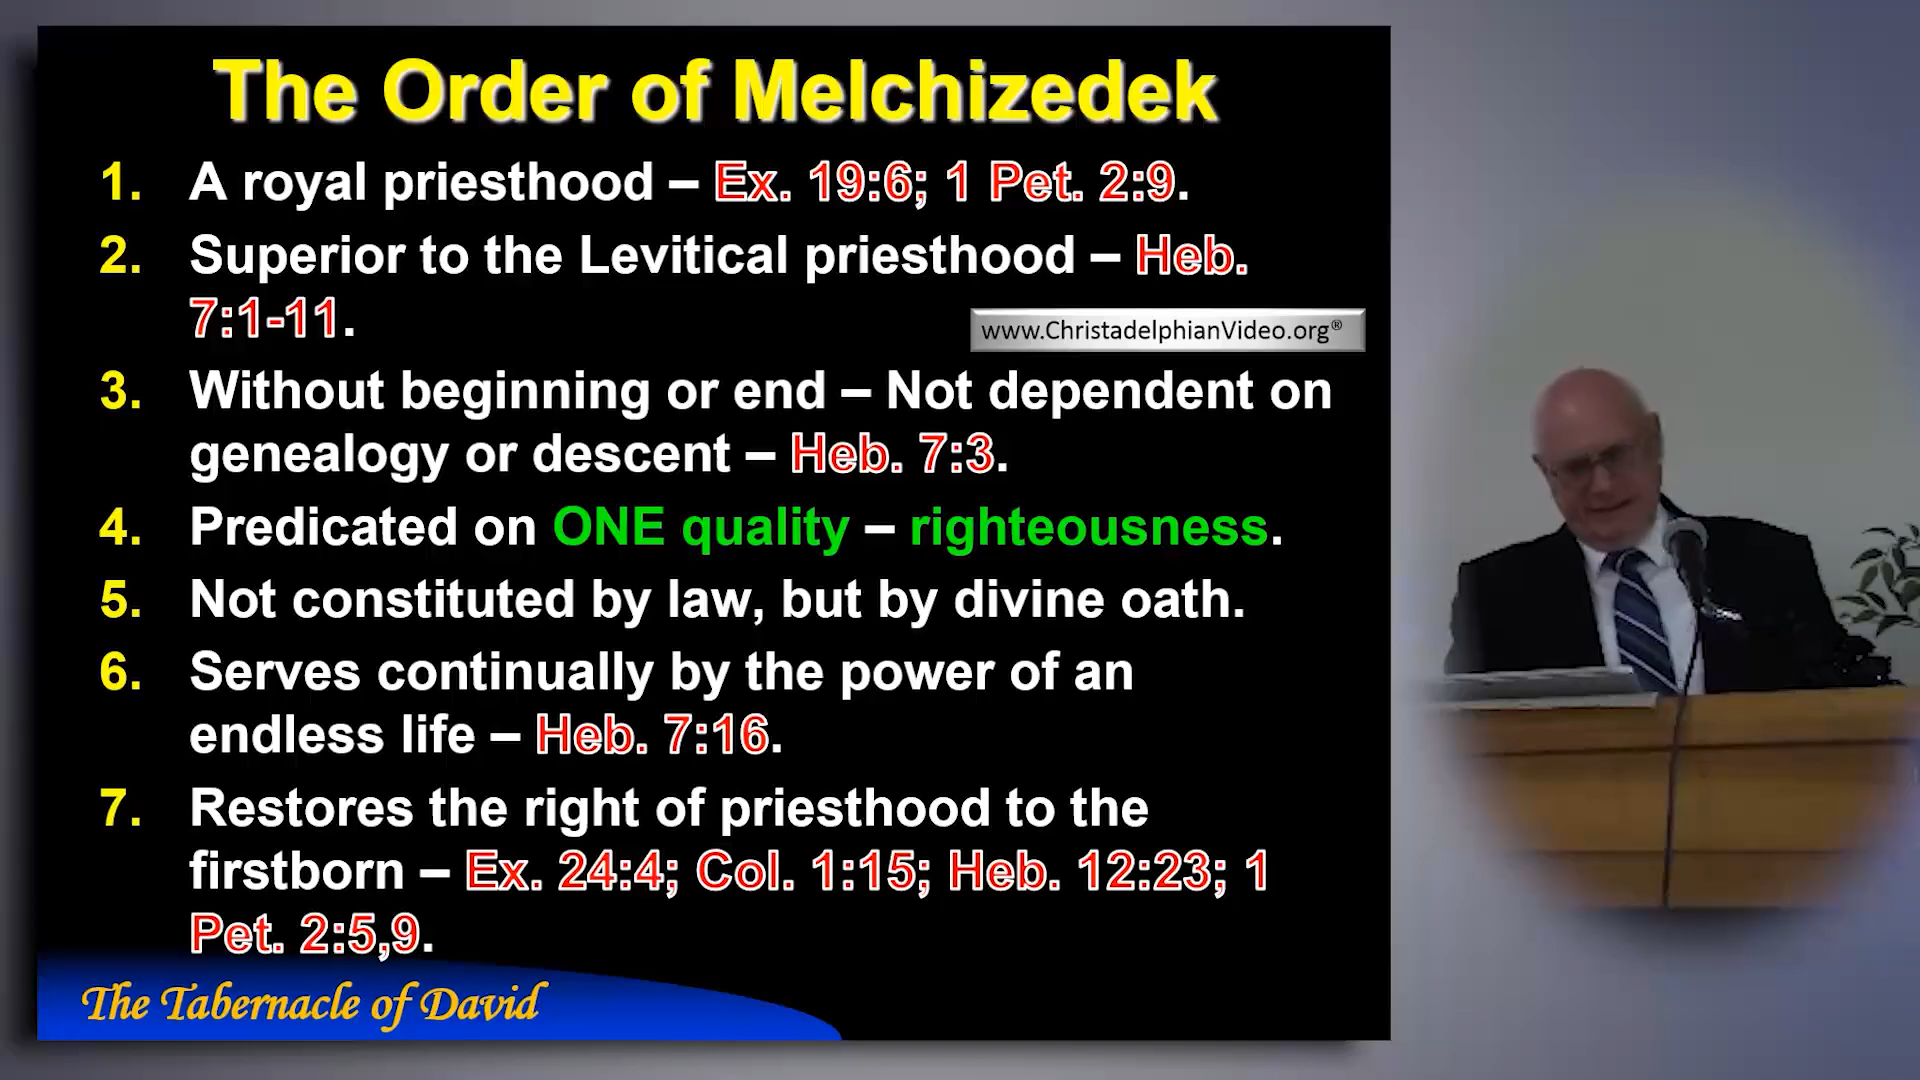 The Order of Melchizedek
1. A royal priesthood – Ex. 19:6; 1 Pet. 2:9.
2. Superior to the Levitical priesthood – Heb.
7:1-11.
www.ChristadelphianVideo.org®
3. Without beginning or end – Not dependent on
genealogy or descent – Heb. 7:3.
4. Predicated on ONE quality – righteousness.
5. Not constituted by law, but by divine oath.
6. Serves continually by the power of an
endless life – Heb. 7:16.
7. Restores the right of priesthood to the
firstborn – Ex. 24:4; Col. 1:15; Heb. 12:23; 1
Pet. 2:5,9.
The Tabernacle of David